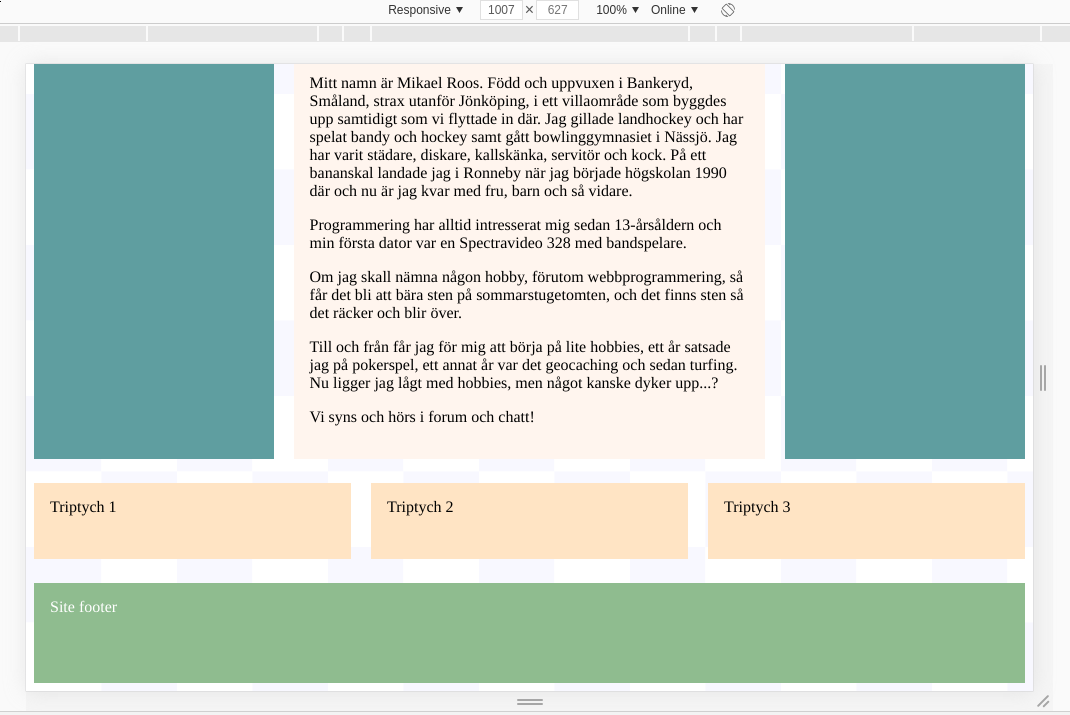 Responsive ▼ 1007 × 627 100% ▼ Online ▼
Mitt namn är Mikael Roos. Född och uppvuxen i Bankeryd,
Småland, strax utanför Jönköping, i ett villaområde som byggdes
upp samtidigt som vi flyttade in där. Jag gillade landhockey och har
spelat bandy och hockey samt gått bowlinggymnasiet i Nässjö. Jag
har varit städare, diskare, kallskänka, servitör och kock. På ett
bananskal landade jag i Ronneby när jag började högskolan 1990
där och nu är jag kvar med fru, barn och så vidare.
Programmering har alltid intresserat mig sedan 13-årsåldern och
min första dator var en Spectravideo 328 med bandspelare.
Om jag skall nämna någon hobby, förutom webbprogrammering, så
får det bli att bära sten på sommarstugetomten, och det finns sten så
det räcker och blir över.
Till och från får jag för mig att börja på lite hobbies, ett år satsade
jag på pokerspel, ett annat år var det geocaching och sedan turfing.
Nu ligger jag lågt med hobbies, men något kanske dyker upp...?
Vi syns och hörs i forum och chatt!
Triptych 1
Triptych 2
Triptych 3
Site footer